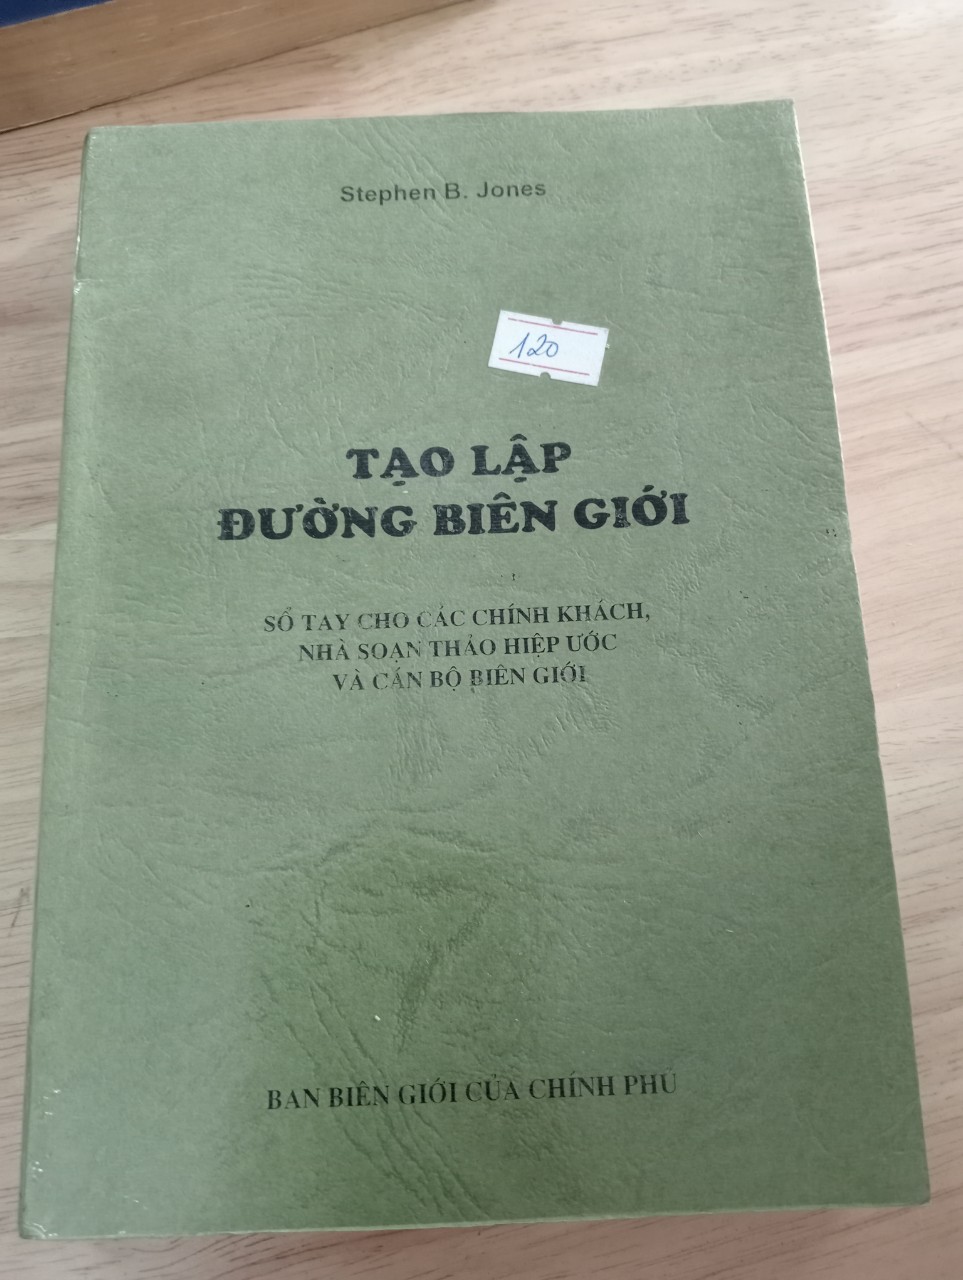 Stephen B. Jones
120
TẠO LẬP
ĐƯỜNG BIÊN GIỚI
SỔ TAY CHO CÁC CHÍNH KHÁCH,
NHÀ SOẠN THẢO HIỆP ƯỚC
VÀ CÁN BỘ BIÊN GIỚI
BAN BIÊN GIỚI CỦA CHÍNH PHỦ